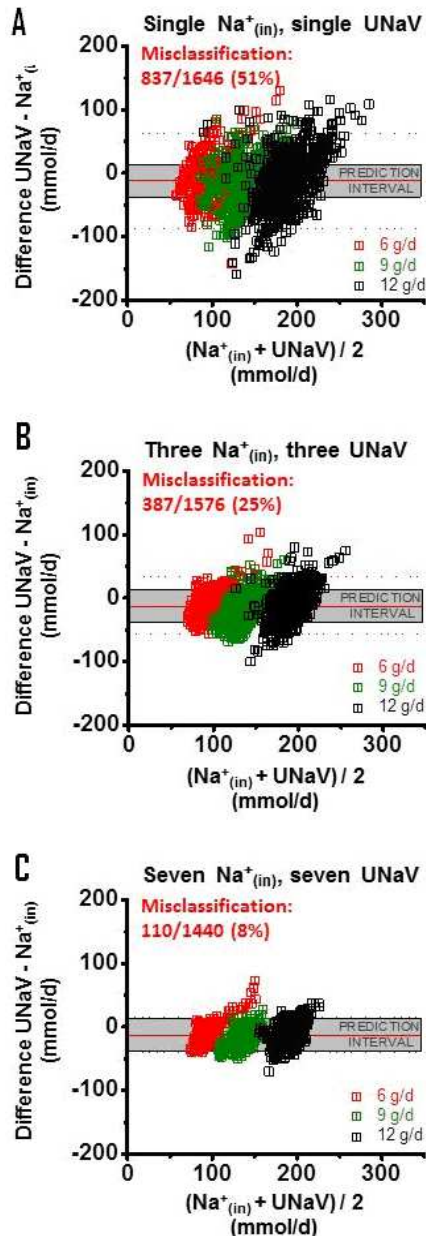 A
Single Na⁺(in), single UNaV
Misclassification:
837/1646 (51%)
Difference UNaV - Na⁺(i
(mmol/d)
200
100
0
-100
-200
PREDICTION
INTERVAL
6 g/d
9 g/d
12 g/d
0 100 200 300
(Na⁺(in) + UNaV) / 2
(mmol/d)
B
Three Na⁺(in), three UNaV
Misclassification:
387/1576 (25%)
Difference UNaV - Na⁺(in)
(mmol/d)
200
100
0
-100
-200
PREDICTION
INTERVAL
6 g/d
9 g/d
12 g/d
0 100 200 300
(Na⁺(in) + UNaV) / 2
(mmol/d)
C
Seven Na⁺(in), seven UNaV
Misclassification:
110/1440 (8%)
Difference UNaV - Na⁺(in)
(mmol/d)
200
100
0
-100
-200
PREDICTION
INTERVAL
6 g/d
9 g/d
12 g/d
0 100 200 300
(Na⁺(in) + UNaV) / 2
(mmol/d)